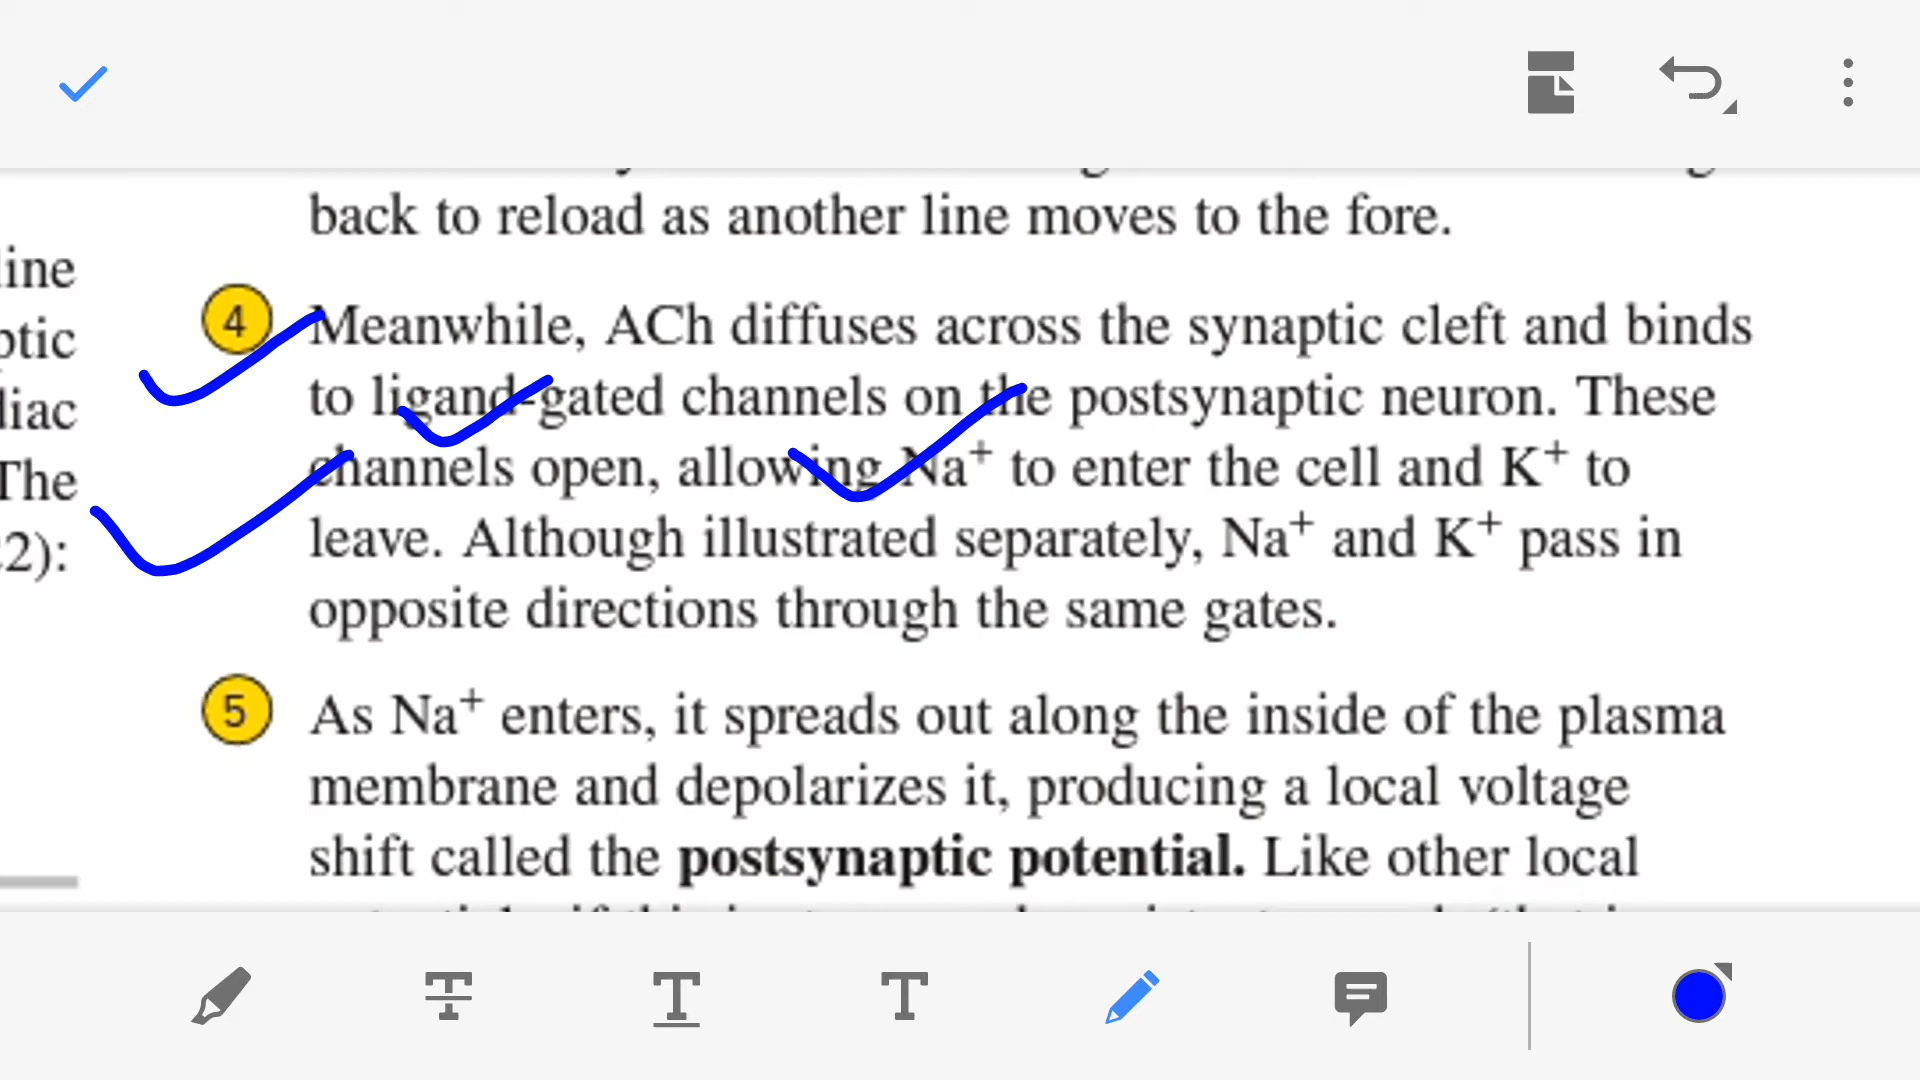 back to reload as another line moves to the fore.
line
ptic
diac
The
22):
4 Meanwhile, ACh diffuses across the synaptic cleft and binds
to ligand-gated channels on the postsynaptic neuron. These
channels open, allowing Na⁺ to enter the cell and K⁺ to
leave. Although illustrated separately, Na⁺ and K⁺ pass in
opposite directions through the same gates.
5 As Na⁺ enters, it spreads out along the inside of the plasma
membrane and depolarizes it, producing a local voltage
shift called the postsynaptic potential. Like other local